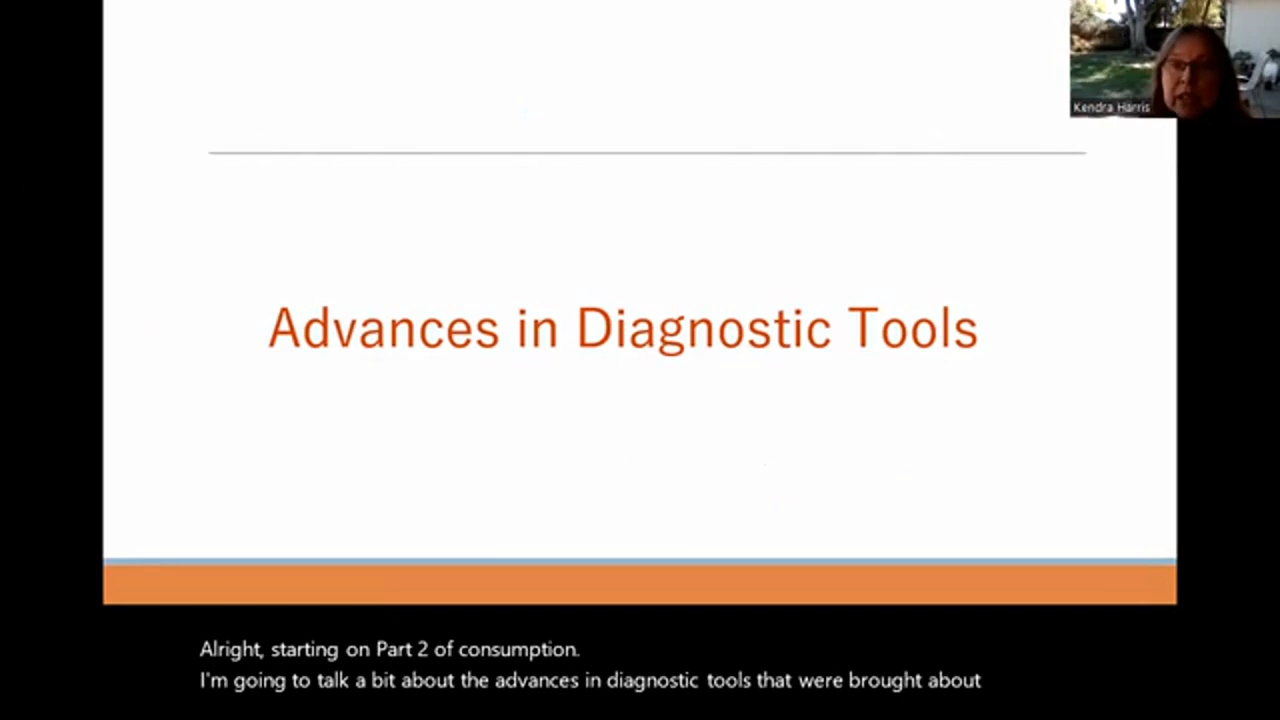 Kendra Harris
Advances in Diagnostic Tools
Alright, starting on Part 2 of consumption.
I'm going to talk a bit about the advances in diagnostic tools that were brought about